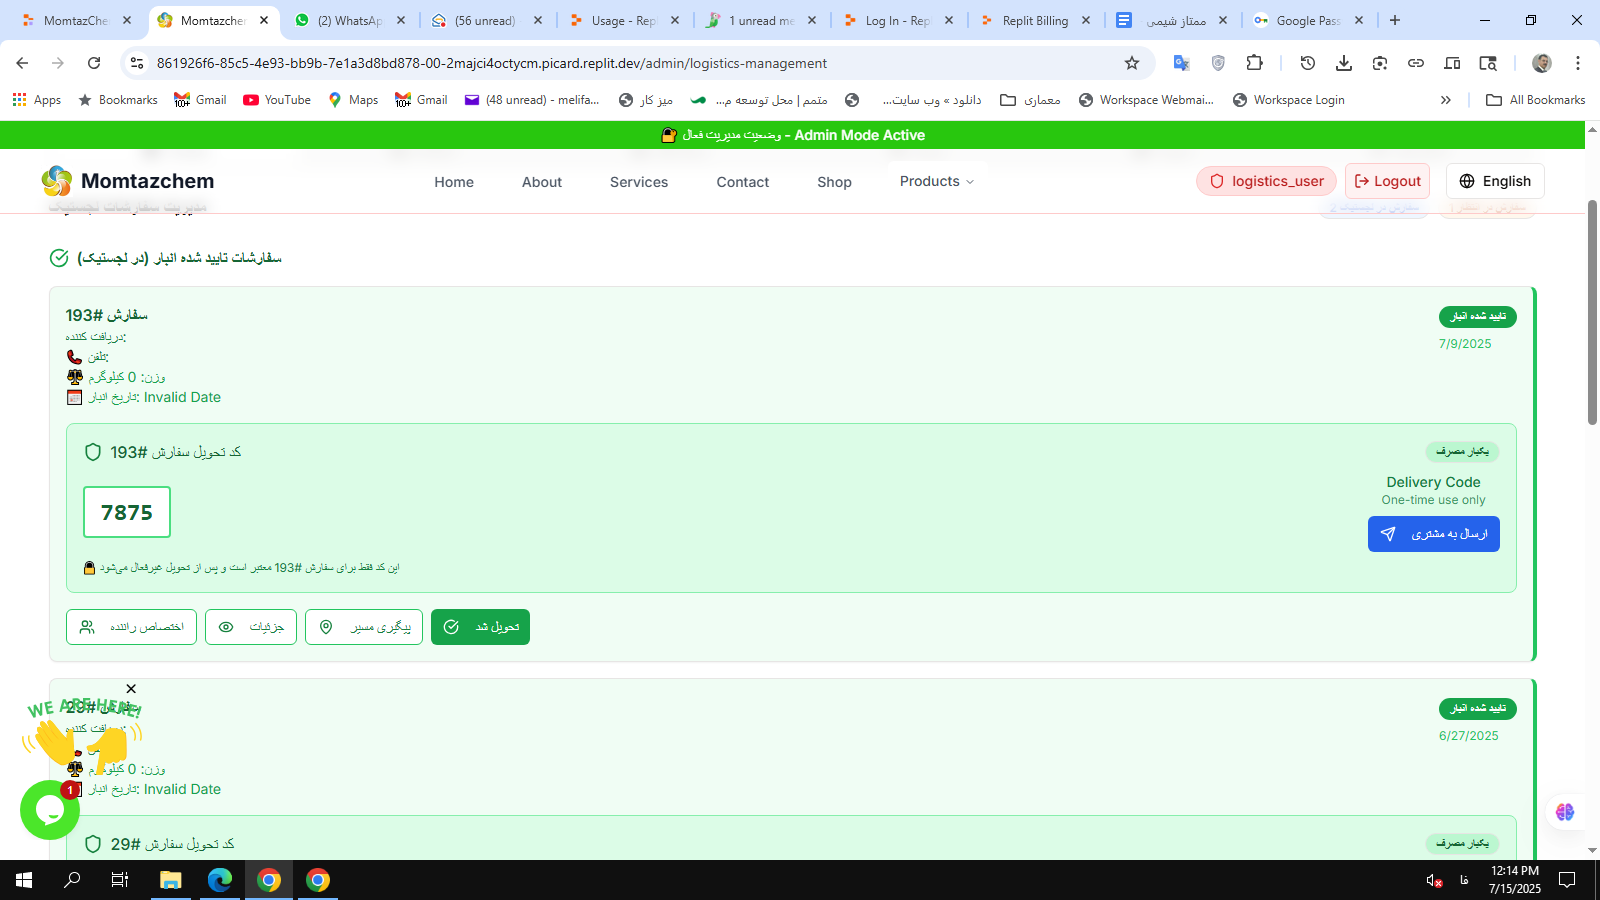 MomtazChe
Momtazchem
(2) WhatsAp
(56 unread)
Usage - Repl
1 unread me
Log In - Repl
Replit Billing
ممتاز شیمی
Google Pass
861926f6-85c5-4e93-bb9b-7e1a3d8bd878-00-2majci4octycm.picard.replit.dev/admin/logistics-management
Apps
Bookmarks
Gmail
YouTube
Maps
Gmail
(48 unread) - melifa...
میز کار
متمم | محل توسعه م...
دانلود » وب سایت...
معماری
Workspace Webmai...
Workspace Login
All Bookmarks
وضعیت مدیریت فعال - Admin Mode Active
Momtazchem
Home
About
Services
Contact
Shop
Products
logistics_user
Logout
English
سفارشات تایید شده انبار (در لجستیک)
سفارش #193
تایید شده انبار
دریافت کننده:
7/9/2025
تلفن:
وزن: 0 کیلوگرم
تاریخ انبار: Invalid Date
کد تحویل سفارش #193
یکبار مصرف
7875
Delivery Code
One-time use only
ارسال به مشتری
این کد فقط برای سفارش #193 معتبر است و پس از تحویل غیرفعال می‌شود
اختصاص راننده
جزئیات
پیگیری مسیر
تحویل شد
WE ARE HERE!
سفارش #29
تایید شده انبار
دریافت کننده:
6/27/2025
وزن: 0 کیلوگرم
تاریخ انبار: Invalid Date
1
کد تحویل سفارش #29
یکبار مصرف
فا
12:14 PM
7/15/2025